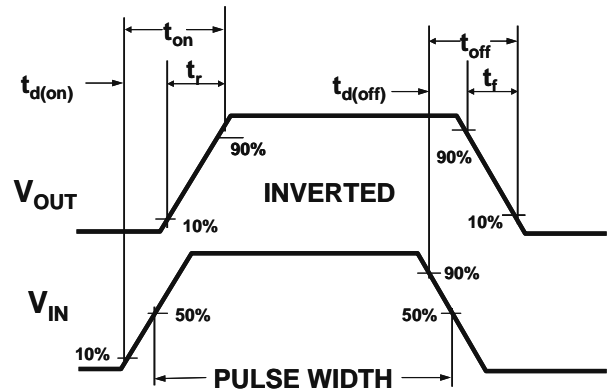 t_on t_off
t_d(on) t_r t_d(off) t_f
90% 90%
V_OUT INVERTED
10% 10%
90%
V_IN 50% 50%
10%
PULSE WIDTH